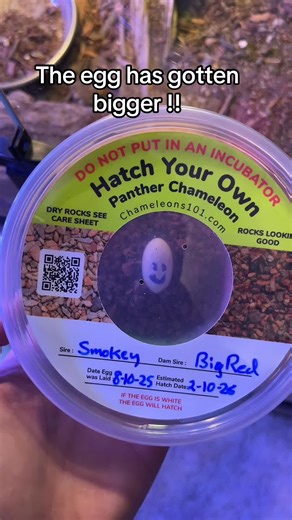 The egg has gotten
bigger !!
DO NOT PUT IN AN INCUBATOR
Hatch Your Own
Panther Chameleon
Chameleons101.com
DRY ROCKS SEE
CARE SHEET
ROCKS LOOKIN
GOOD
Sire: Smokey Dam Sire: Big Red
Date Egg
was Laid 8-10-25 Estimated
Hatch Date: 2-10-26
IF THE EGG IS WHITE
THE EGG WILL HATCH